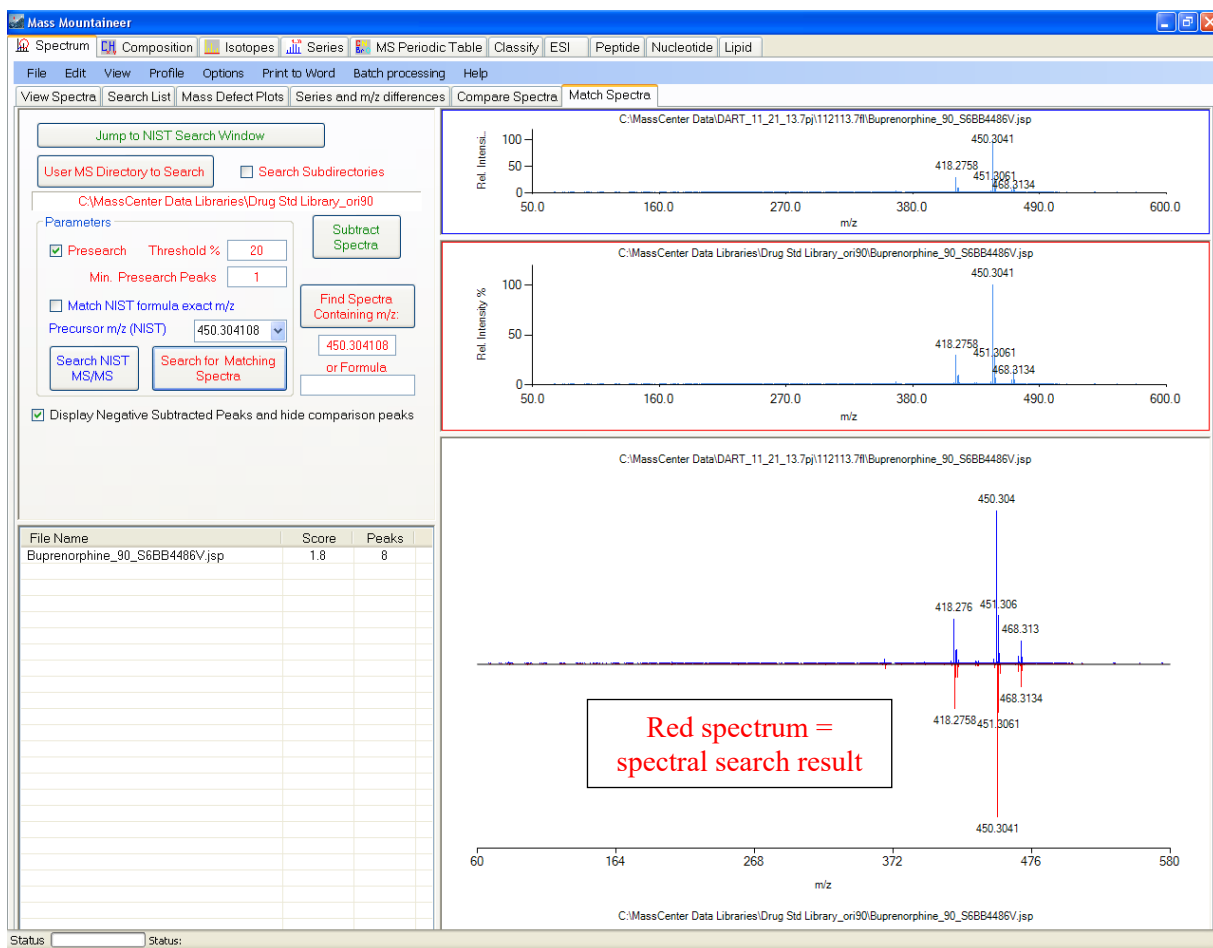 Mass Mountaineer
Spectrum CH Composition Isotopes Series MS Periodic Table Classify ESI Peptide Nucleotide Lipid
File Edit View Profile Options Print to Word Batch processing Help
View Spectra Search List Mass Defect Plots Series and m/z differences Compare Spectra Match Spectra
Jump to NIST Search Window
User MS Directory to Search Search Subdirectories
C:\MassCenter Data Libraries\Drug Std Library_ori90
Parameters
Presearch Threshold % 20
Min. Presearch Peaks 1
Match NIST formula exact m/z
Precursor m/z (NIST) 450.304108
Search NIST
MS/MS
Search for Matching
Spectra
Subtract
Spectra
Find Spectra
Containing m/z:
450.304108
or Formula
Display Negative Subtracted Peaks and hide comparison peaks
File Name Score Peaks
Buprenorphine_90_S6BB4486V.jsp 1.8 8
C:\MassCenter Data\DART_11_21_13.7pj\112113.7fl\Buprenorphine_90_S6BB4486V.jsp
Rel. Intensi..
100
50
0
450.3041
418.2758
451.3061
468.3134
50.0 160.0 270.0 380.0 490.0 600.0
m/z
C:\MassCenter Data Libraries\Drug Std Library_ori90\Buprenorphine_90_S6BB4486V.jsp
Rel. Intensity %
100
50
0
450.3041
418.2758
451.3061
468.3134
50.0 160.0 270.0 380.0 490.0 600.0
m/z
C:\MassCenter Data\DART_11_21_13.7pj\112113.7fl\Buprenorphine_90_S6BB4486V.jsp
450.304
418.276 451.306
468.313
468.3134
418.2758 451.3061
Red spectrum =
spectral search result
450.3041
60 164 268 372 476 580
m/z
C:\MassCenter Data Libraries\Drug Std Library_ori90\Buprenorphine_90_S6BB4486V.jsp
Status Status: